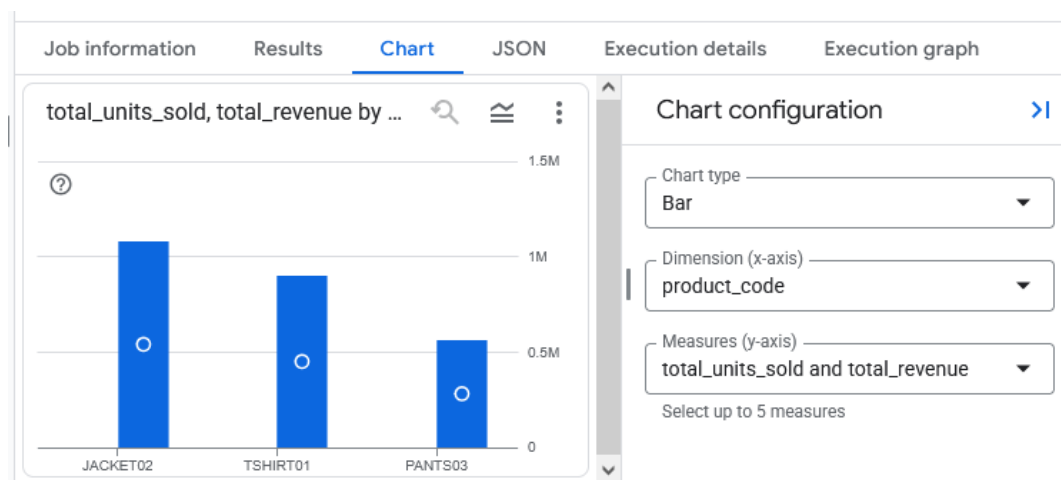 Job information Results Chart JSON Execution details Execution graph
total_units_sold, total_revenue by ...
1.5M
1M
0.5M
0
JACKET02 TSHIRT01 PANTS03
Chart configuration
Chart type
Bar
Dimension (x-axis)
product_code
Measures (y-axis)
total_units_sold and total_revenue
Select up to 5 measures